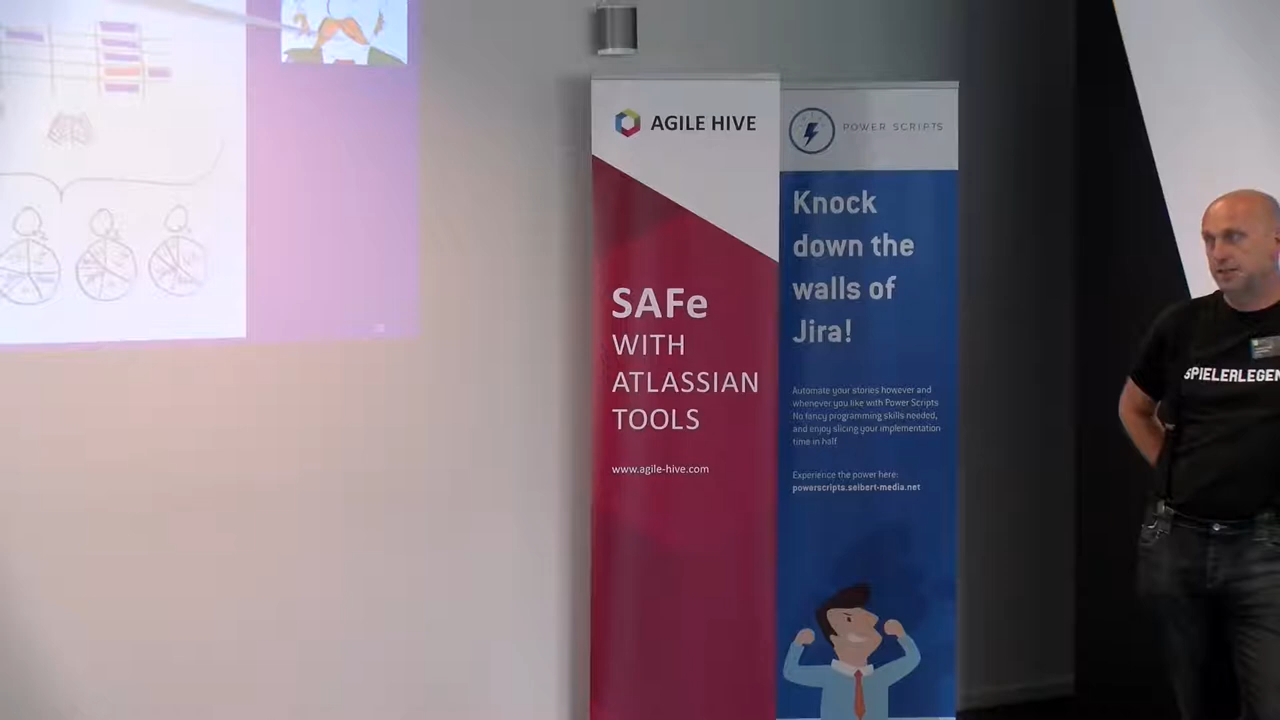 AGILE HIVE
SAFe
WITH
ATLASSIAN
TOOLS
www.agile-hive.com
POWER SCRIPTS
Knock
down the
walls of
Jira!
Automate your stories however and
whenever you like with Power Scripts
No fancy programming skills needed,
and enjoy slicing your implementation
time in half
Experience the power here:
powerscripts.seibert-media.net
SPIELERLEGEN